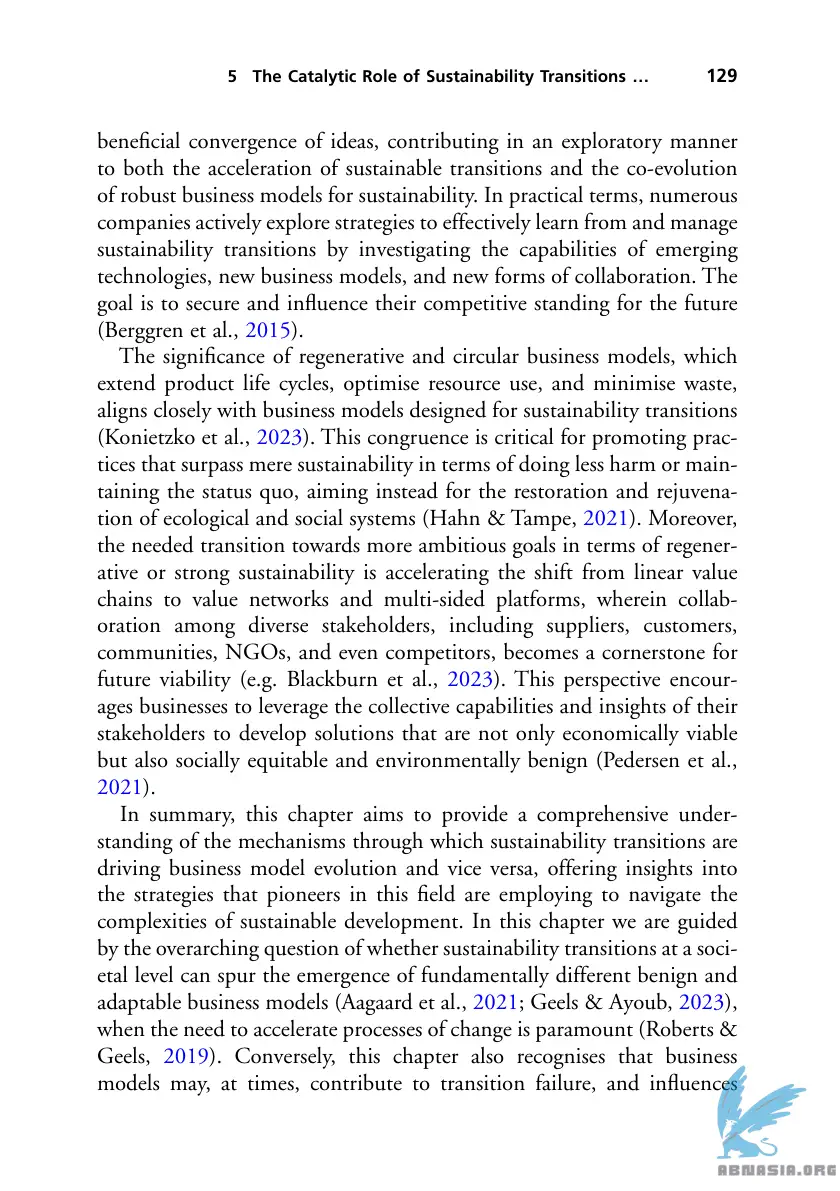 5 The Catalytic Role of Sustainability Transitions … 129
beneficial convergence of ideas, contributing in an exploratory manner
to both the acceleration of sustainable transitions and the co-evolution
of robust business models for sustainability. In practical terms, numerous
companies actively explore strategies to effectively learn from and manage
sustainability transitions by investigating the capabilities of emerging
technologies, new business models, and new forms of collaboration. The
goal is to secure and influence their competitive standing for the future
(Berggren et al., 2015).
The significance of regenerative and circular business models, which
extend product life cycles, optimise resource use, and minimise waste,
aligns closely with business models designed for sustainability transitions
(Konietzko et al., 2023). This congruence is critical for promoting prac-
tices that surpass mere sustainability in terms of doing less harm or main-
taining the status quo, aiming instead for the restoration and rejuvena-
tion of ecological and social systems (Hahn & Tampe, 2021). Moreover,
the needed transition towards more ambitious goals in terms of regener-
ative or strong sustainability is accelerating the shift from linear value
chains to value networks and multi-sided platforms, wherein collab-
oration among diverse stakeholders, including suppliers, customers,
communities, NGOs, and even competitors, becomes a cornerstone for
future viability (e.g. Blackburn et al., 2023). This perspective encour-
ages businesses to leverage the collective capabilities and insights of their
stakeholders to develop solutions that are not only economically viable
but also socially equitable and environmentally benign (Pedersen et al.,
2021).
In summary, this chapter aims to provide a comprehensive under-
standing of the mechanisms through which sustainability transitions are
driving business model evolution and vice versa, offering insights into
the strategies that pioneers in this field are employing to navigate the
complexities of sustainable development. In this chapter we are guided
by the overarching question of whether sustainability transitions at a soci-
etal level can spur the emergence of fundamentally different benign and
adaptable business models (Aagaard et al., 2021; Geels & Ayoub, 2023),
when the need to accelerate processes of change is paramount (Roberts &
Geels, 2019). Conversely, this chapter also recognises that business
models may, at times, contribute to transition failure, and influences
ABNASIA.ORG